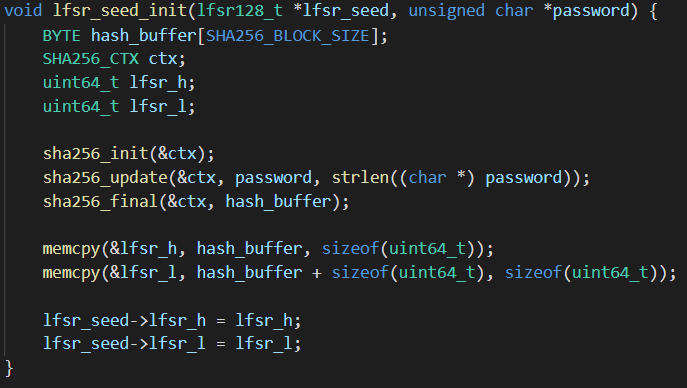 void lfsr_seed_init(lfsr128_t *lfsr_seed, unsigned char *password) {
    BYTE hash_buffer[SHA256_BLOCK_SIZE];
    SHA256_CTX ctx;
    uint64_t lfsr_h;
    uint64_t lfsr_l;

    sha256_init(&ctx);
    sha256_update(&ctx, password, strlen((char *) password));
    sha256_final(&ctx, hash_buffer);

    memcpy(&lfsr_h, hash_buffer, sizeof(uint64_t));
    memcpy(&lfsr_l, hash_buffer + sizeof(uint64_t), sizeof(uint64_t));

    lfsr_seed->lfsr_h = lfsr_h;
    lfsr_seed->lfsr_l = lfsr_l;
}